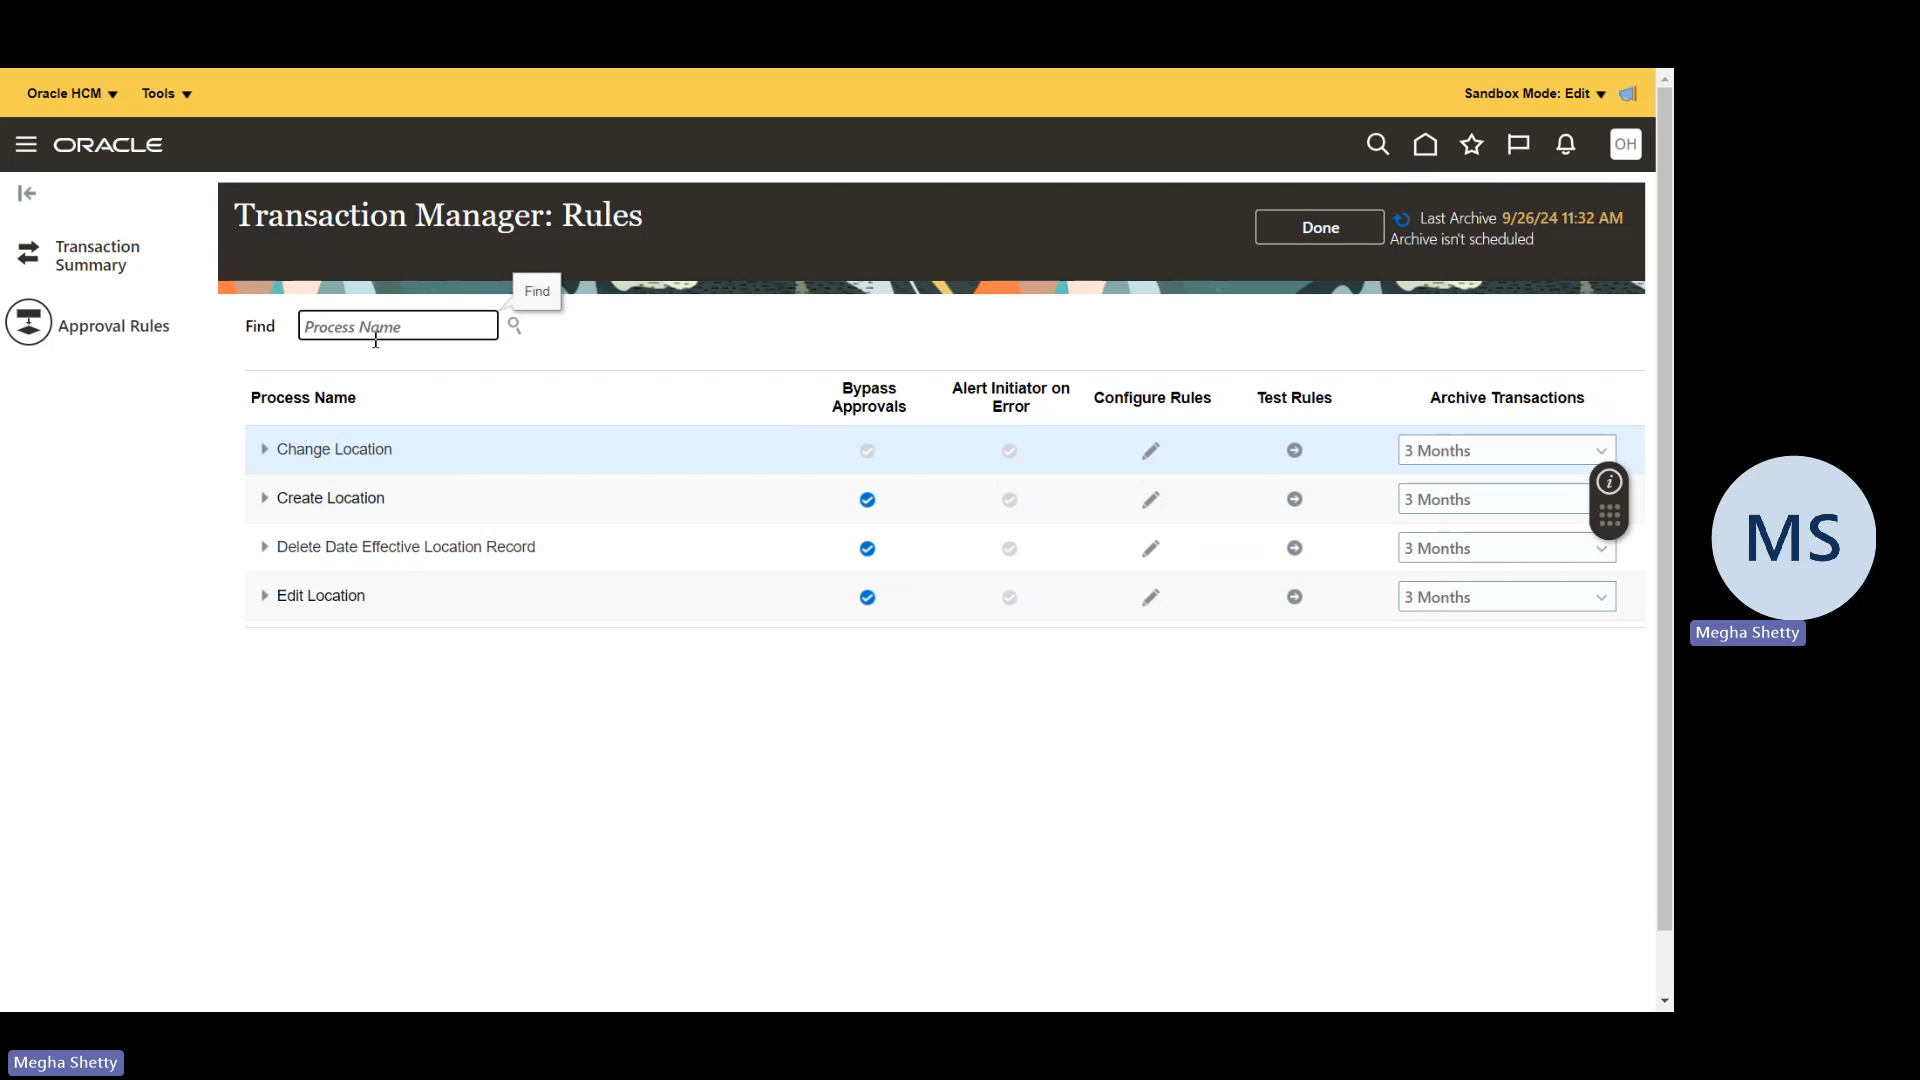 Oracle HCM
Tools
Sandbox Mode: Edit
ORACLE
OH
Transaction Summary
Approval Rules
Transaction Manager: Rules
Done
Last Archive 9/26/24 11:32 AM
Archive isn't scheduled
Find
Find
Process Name
Process Name
Bypass Approvals
Alert Initiator on Error
Configure Rules
Test Rules
Archive Transactions
Change Location
3 Months
Create Location
3 Months
Delete Date Effective Location Record
3 Months
Edit Location
3 Months
i
MS
Megha Shetty
Megha Shetty